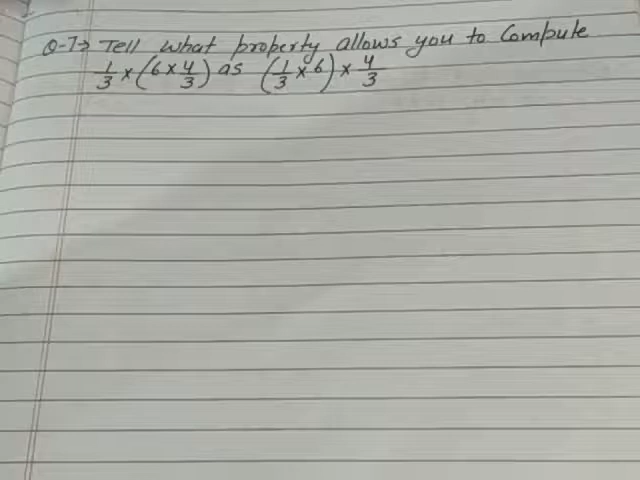 Q-7→ Tell what property allows you to Compute
1/3 × (6 × 4/3) as (1/3 × 6) × 4/3